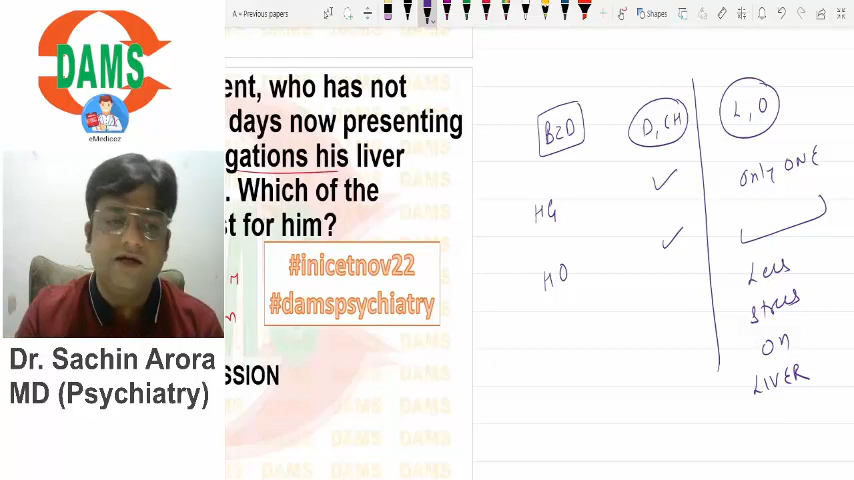 A = Previous papers
Shapes
DAMS
eMedicoz
ent, who has not
days now presenting
gations his liver
. Which of the
st for him?
#inicetnov22
#damspsychiatry
SSION
Dr. Sachin Arora
MD (Psychiatry)
BZD
D, CH
L, O
only ONE
HG
HO
Less
stress
on
LIVER